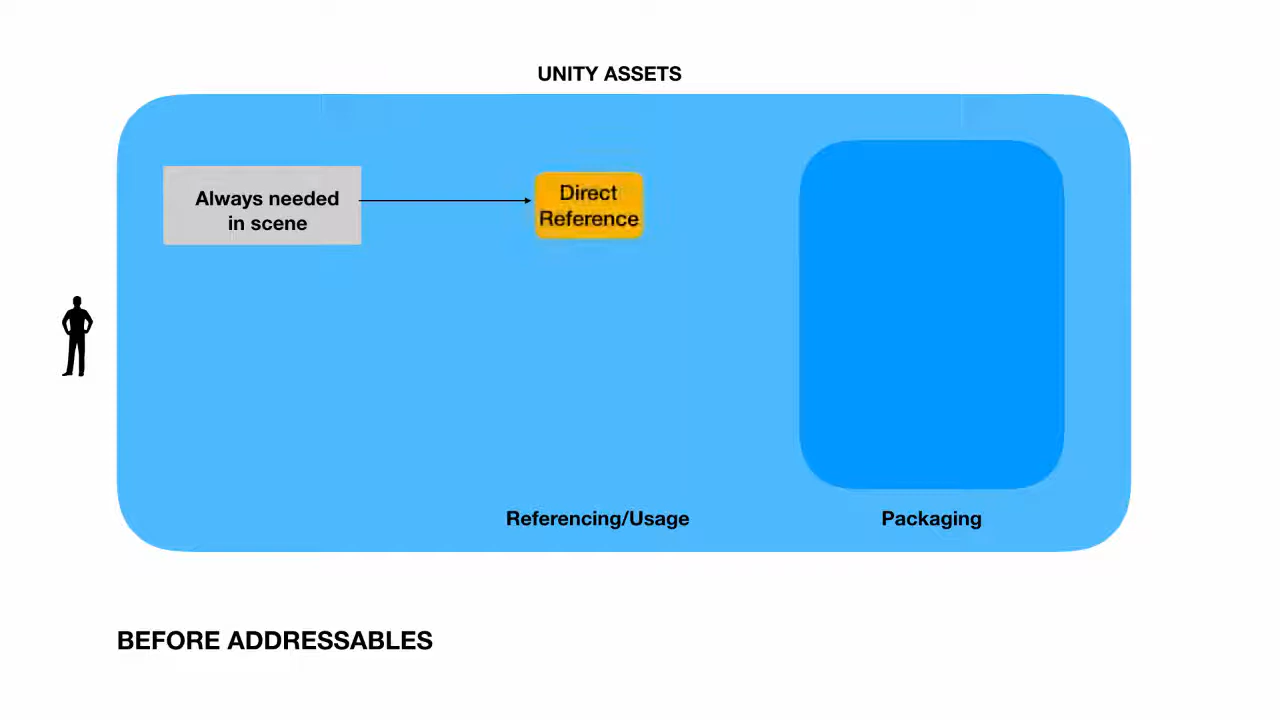 UNITY ASSETS
Always needed
in scene
Direct
Reference
Referencing/Usage
Packaging
BEFORE ADDRESSABLES